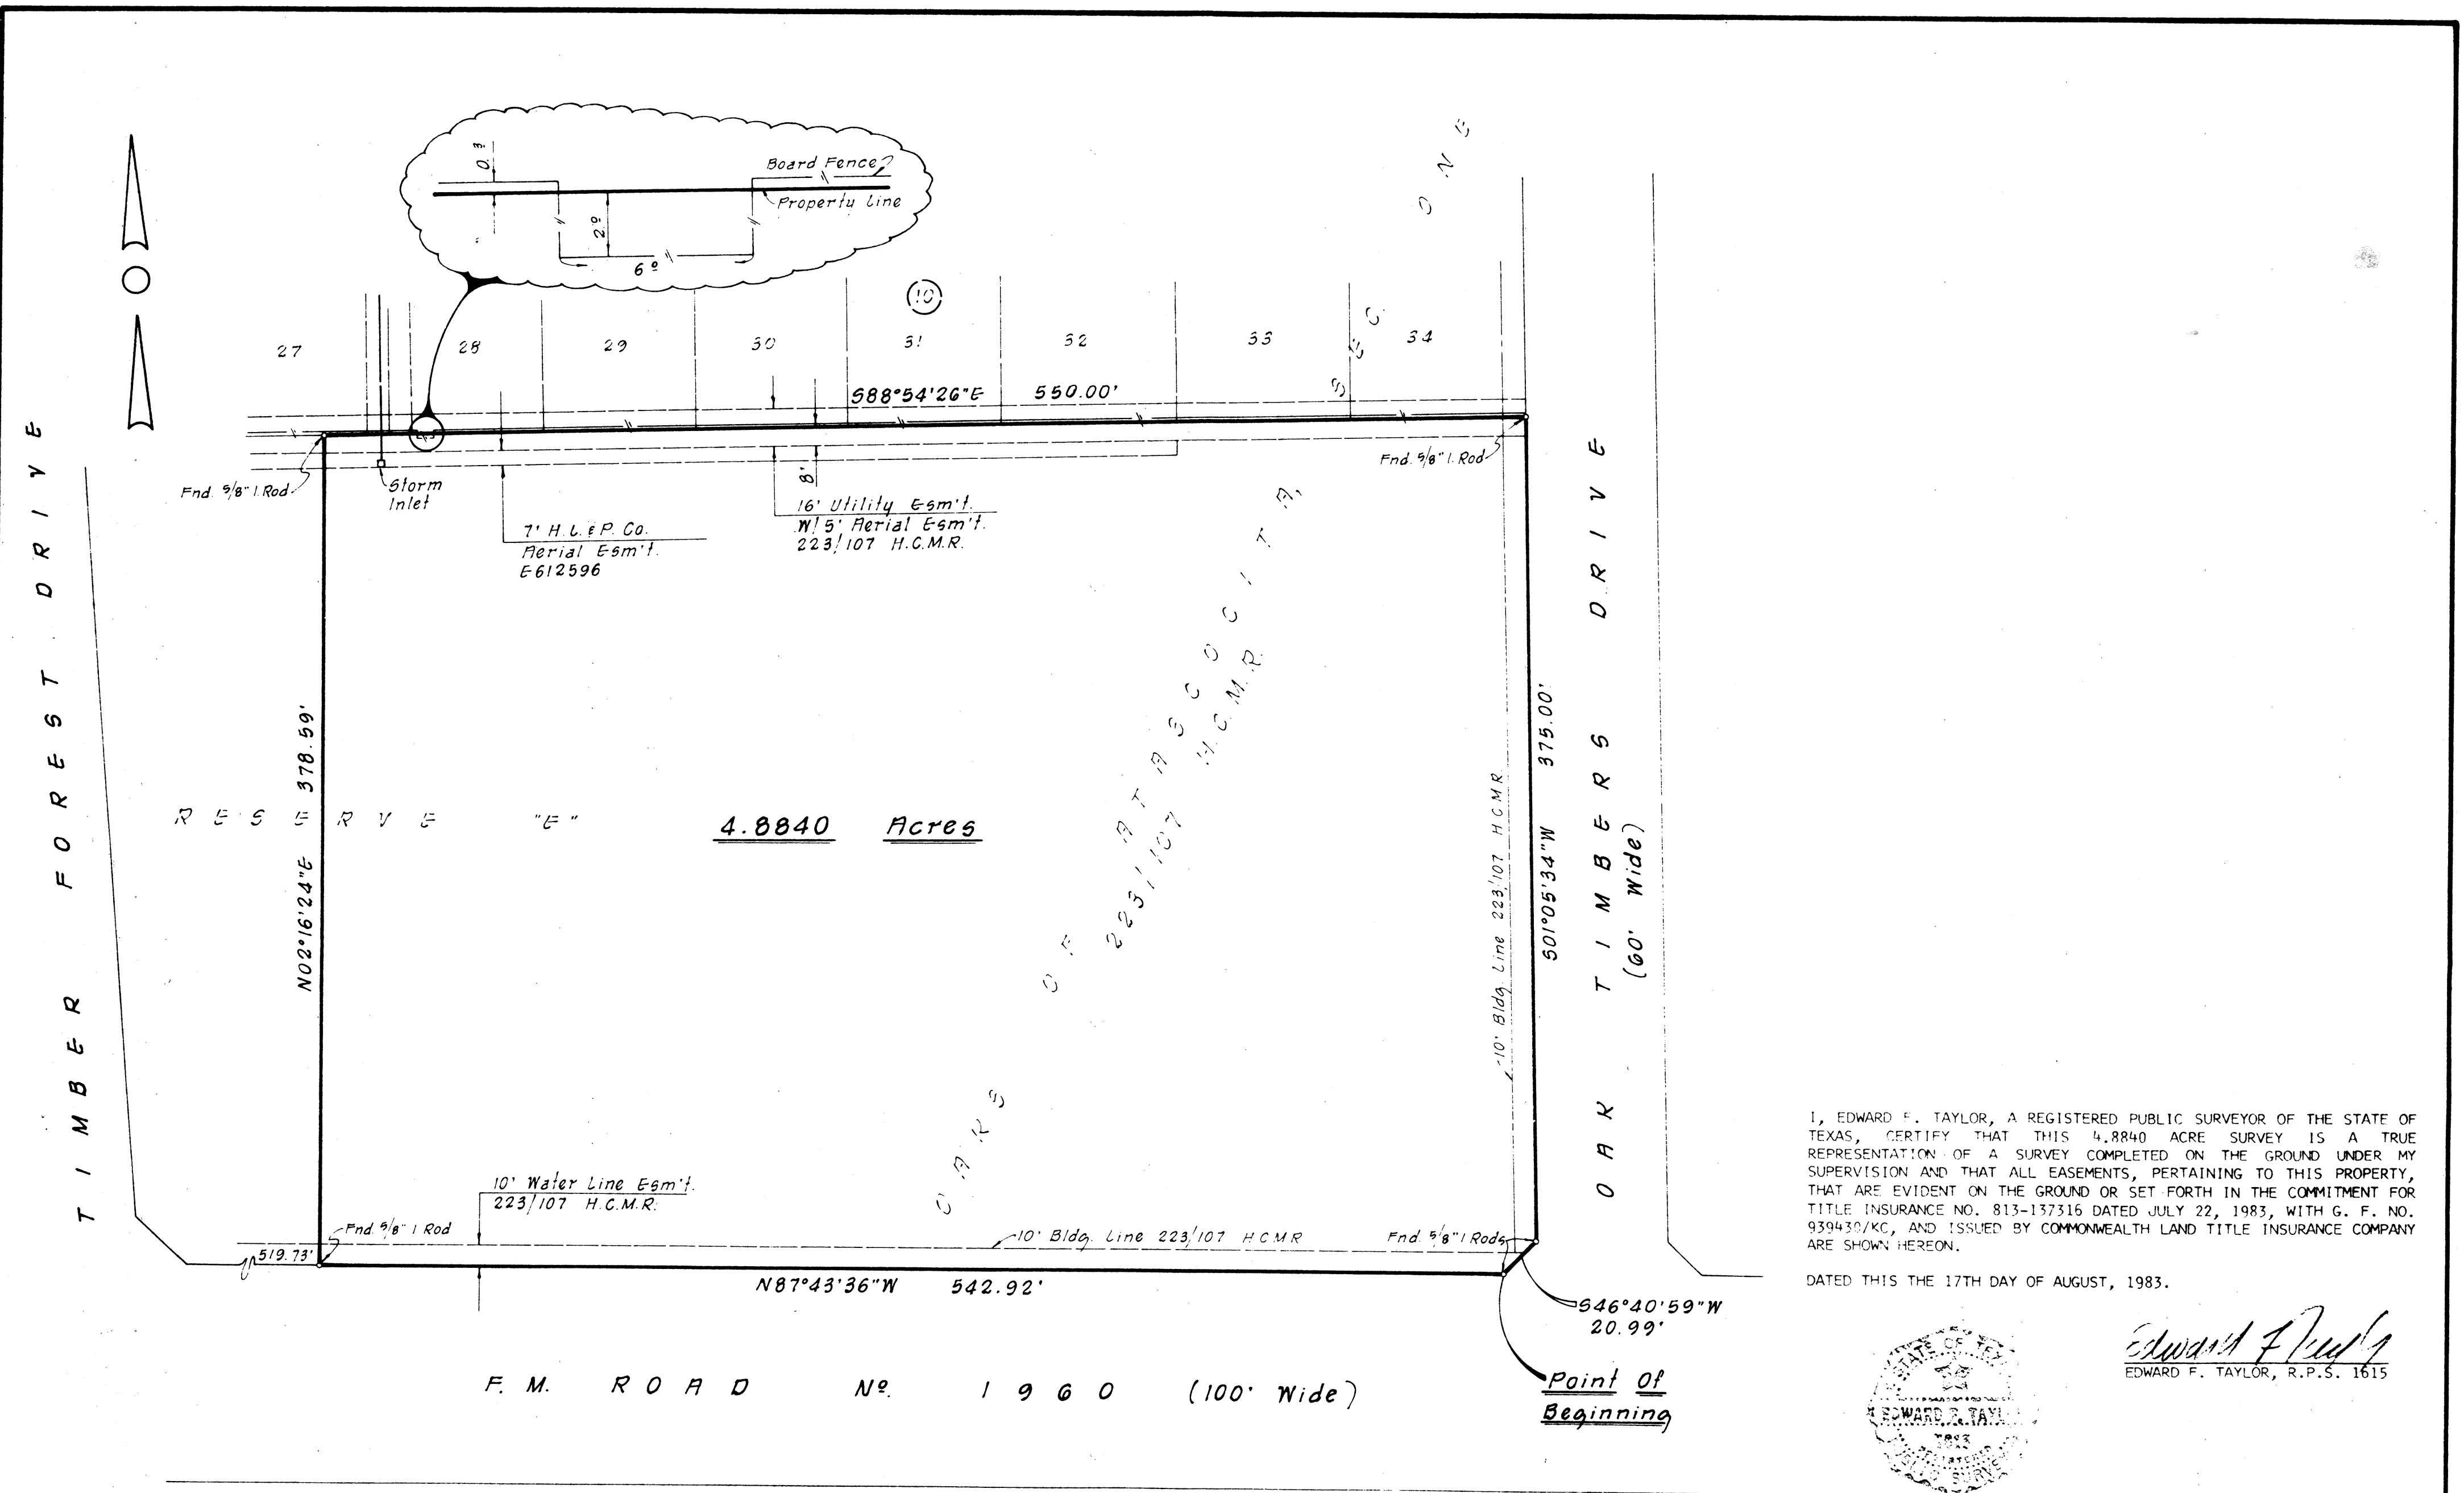 0.3
Board Fence
Property Line
2º
6º
10
27
28
29
30
31
32
33
34
S88°54'26"E 550.00'
Fnd. 5/8" I. Rod
Storm
Inlet
Fnd. 5/8" I. Rod
7' H.L. & P. Co.
Aerial Esm't.
E612596
8'
16' Utility Esm't.
W/5' Aerial Esm't.
223/107 H.C.M.R.
TIMBER FOREST DRIVE
N02°16'24"E 378.59'
RESERVE "E"
4.8840 Acres
OAKS OF ATASCOCITA, SEC. ONE
223/107 H.C.M.R.
10' Bldg. Line 223/107 H.C.M.R.
S01°05'34"W 375.00'
OAK TIMBERS DRIVE
(60' Wide)
10' Water Line Esm't.
223/107 H.C.M.R.
Fnd. 5/8" I Rod
519.73'
10' Bldg. Line 223/107 H.C.M.R
Fnd. 5/8" I Rods
N87°43'36"W 542.92'
S46°40'59"W
20.99'
Point Of
Beginning
F. M. ROAD Nº. 1960 (100' Wide)
I, EDWARD F. TAYLOR, A REGISTERED PUBLIC SURVEYOR OF THE STATE OF
TEXAS, CERTIFY THAT THIS 4.8840 ACRE SURVEY IS A TRUE
REPRESENTATION OF A SURVEY COMPLETED ON THE GROUND UNDER MY
SUPERVISION AND THAT ALL EASEMENTS, PERTAINING TO THIS PROPERTY,
THAT ARE EVIDENT ON THE GROUND OR SET FORTH IN THE COMMITMENT FOR
TITLE INSURANCE NO. 813-137316 DATED JULY 22, 1983, WITH G. F. NO.
939430/KC, AND ISSUED BY COMMONWEALTH LAND TITLE INSURANCE COMPANY
ARE SHOWN HEREON.
DATED THIS THE 17TH DAY OF AUGUST, 1983.
Edward F Taylor
EDWARD F. TAYLOR, R.P.S. 1615
STATE OF TEX
EDWARD F. TAYL